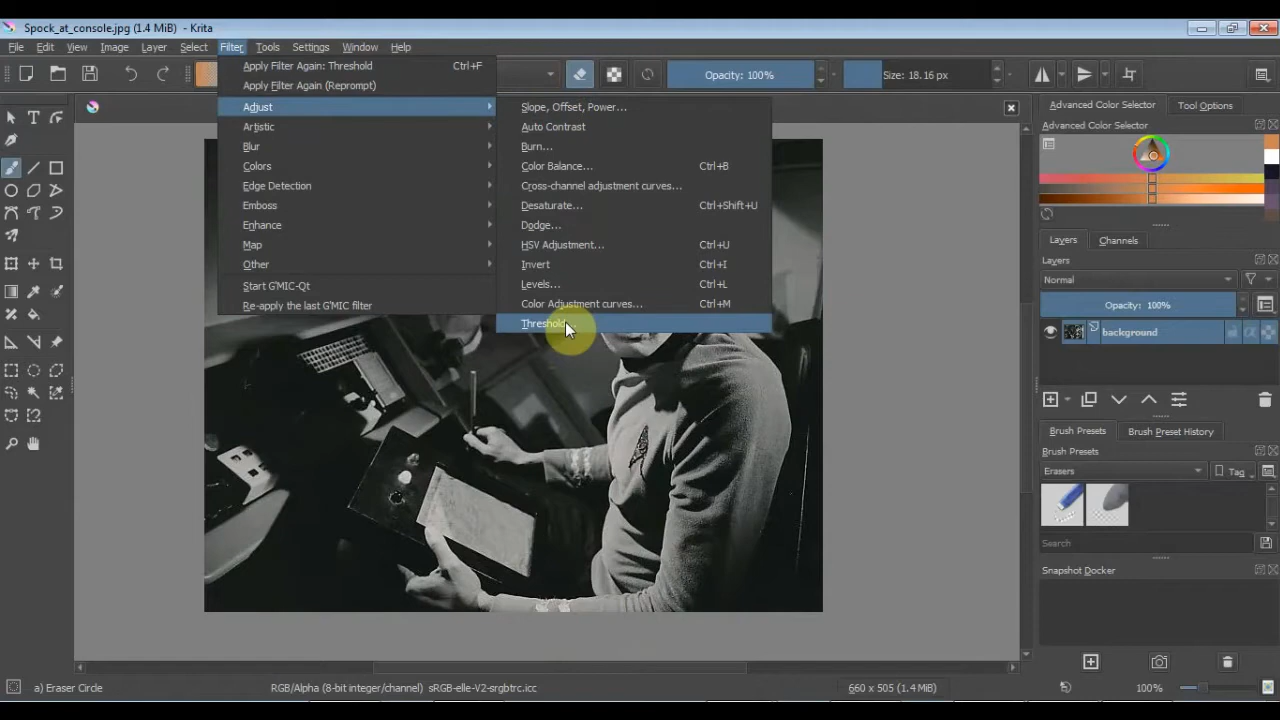 Spock_at_console.jpg (1.4 MiB) - Krita
File Edit View Image Layer Select Filter Tools Settings Window Help
Apply Filter Again: Threshold Ctrl+F
Apply Filter Again (Reprompt)
Adjust
Artistic
Blur
Colors
Edge Detection
Emboss
Enhance
Map
Other
Start G'MIC-Qt
Re-apply the last G'MIC filter
Slope, Offset, Power...
Auto Contrast
Burn...
Color Balance... Ctrl+B
Cross-channel adjustment curves...
Desaturate... Ctrl+Shift+U
Dodge...
HSV Adjustment... Ctrl+U
Invert Ctrl+I
Levels... Ctrl+L
Color Adjustment curves... Ctrl+M
Threshold...
Opacity: 100%
Size: 18.16 px
Advanced Color Selector Tool Options
Advanced Color Selector
Layers Channels
Layers
Normal
Opacity: 100%
background
Brush Presets Brush Preset History
Brush Presets
Erasers Tag
Search
Snapshot Docker
a) Eraser Circle
RGB/Alpha (8-bit integer/channel) sRGB-elle-V2-srgbtrc.icc
660 x 505 (1.4 MiB)
100%